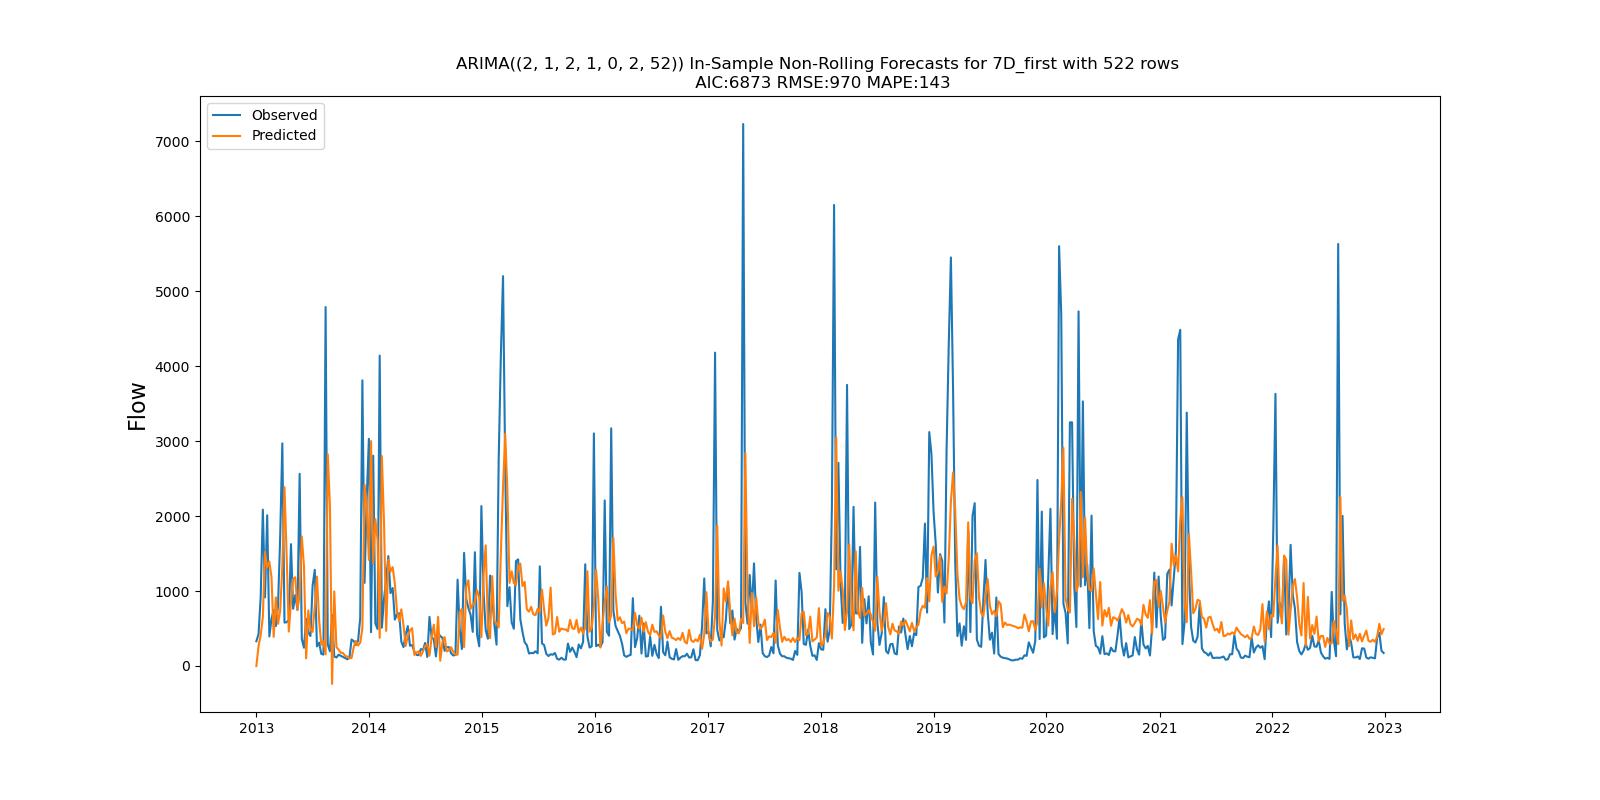 ARIMA((2, 1, 2, 1, 0, 2, 52)) In-Sample Non-Rolling Forecasts for 7D_first with 522 rows
AIC:6873 RMSE:970 MAPE:143
Observed
Predicted
Flow
7000
6000
5000
4000
3000
2000
1000
0
2013 2014 2015 2016 2017 2018 2019 2020 2021 2022 2023